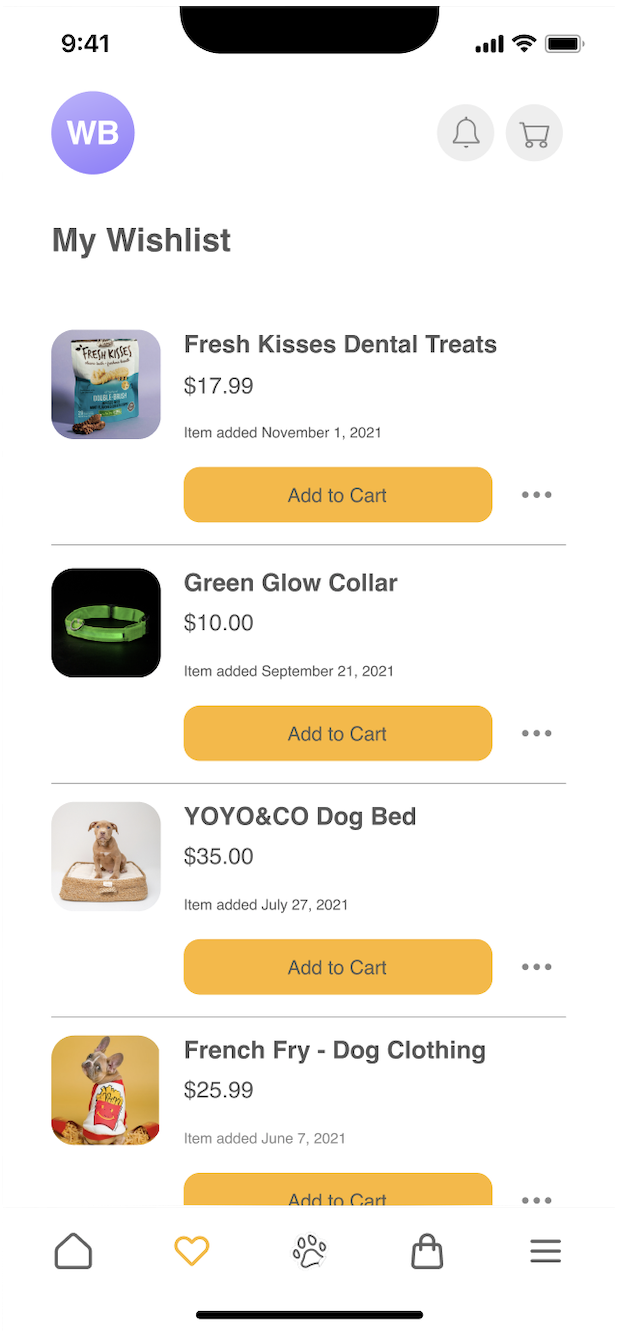 9:41
WB
My Wishlist
FRESH KISSES
DOUBLE-BRUSH
Fresh Kisses Dental Treats
$17.99
Item added November 1, 2021
Add to Cart
Green Glow Collar
$10.00
Item added September 21, 2021
Add to Cart
YOYO&CO Dog Bed
$35.00
Item added July 27, 2021
Add to Cart
French Fry - Dog Clothing
$25.99
Item added June 7, 2021
Add to Cart